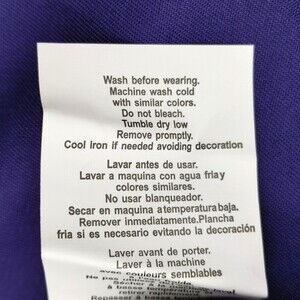 Wash before wearing.
Machine wash cold
with similar colors.
Do not bleach.
Tumble dry low
Remove promptly.
Cool iron if needed avoiding decoration
Lavar antes de usar.
Lavar a maquina con agua fria y
colores similares.
No usar blanqueador.
Secar en maquina a temperatura baja.
Remover inmediatamente. Plancha
fria si es necesario evitando la decoración
Laver avant de porter.
Laver à la machine
avec couleurs semblables